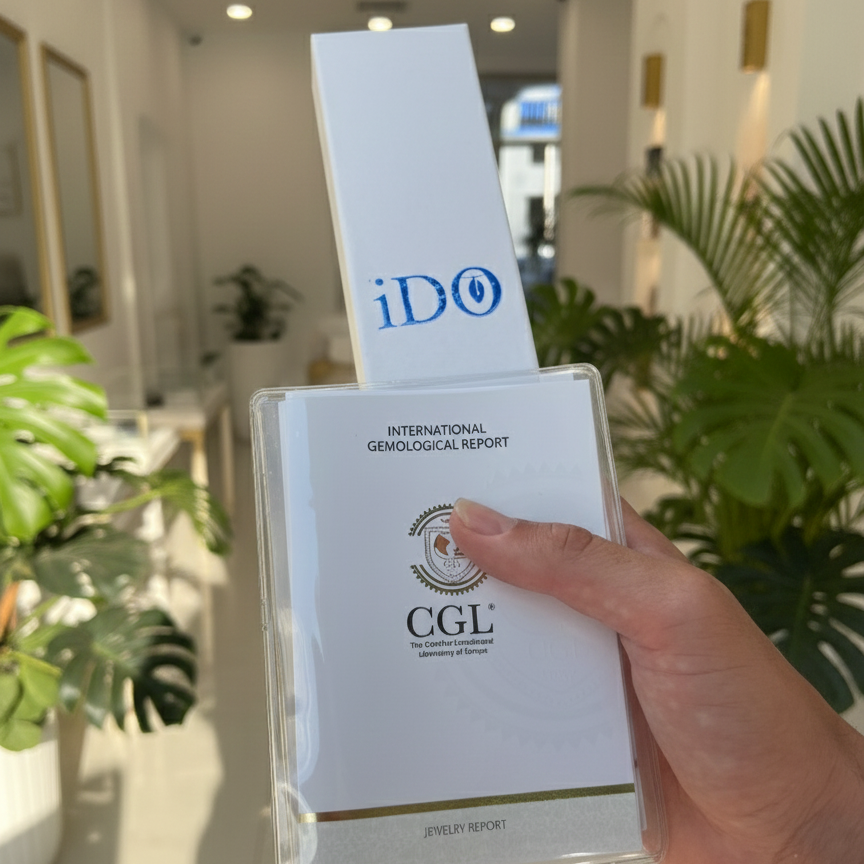 iDO
INTERNATIONAL
GEMOLOGICAL REPORT
CGL®
JEWELRY REPORT